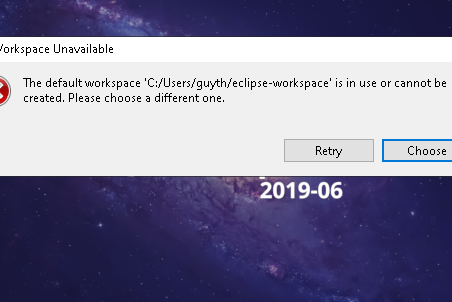 Workspace Unavailable
The default workspace 'C:/Users/guyth/eclipse-workspace' is in use or cannot be
created. Please choose a different one.
Retry
Choose
2019-06